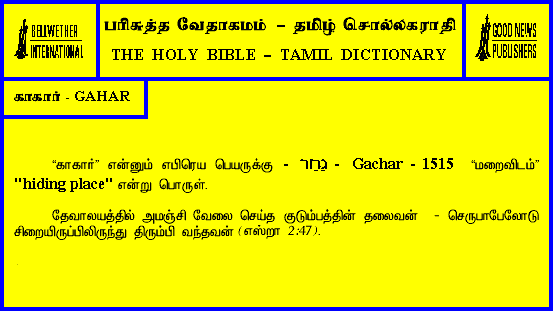 BELLWETHER
INTERNATIONAL
பரிசுத்த வேதாகமம் – தமிழ் சொல்லகராதி
THE HOLY BIBLE – TAMIL DICTIONARY
GOOD NEWS
PUBLISHERS
காகார் - GAHAR
“காகார்” என்னும் எபிரெய பெயருக்கு - גַּחַר - Gachar - 1515 “மறைவிடம்”
"hiding place" என்று பொருள்.
தேவாலயத்தில் அமஞ்சி வேலை செய்த குடும்பத்தின் தலைவன் - செருபாபேலோடு
சிறையிருப்பிலிருந்து திரும்பி வந்தவன் (எஸ்றா 2:47).